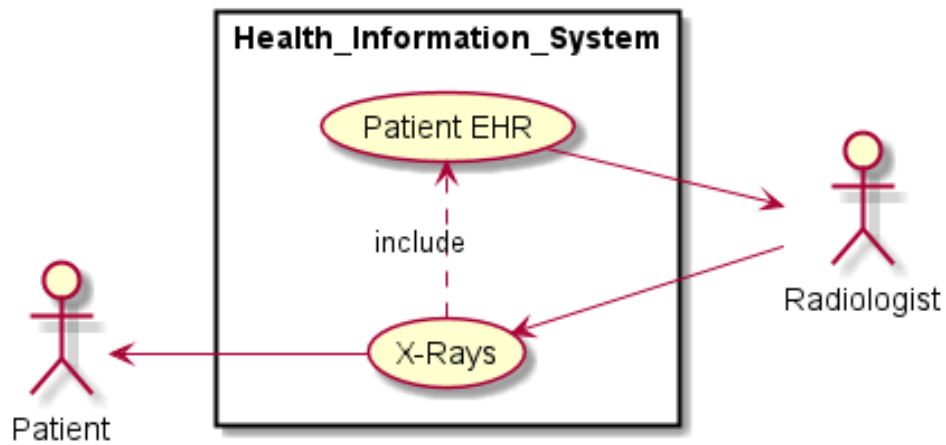 Health_Information_System
Patient EHR
include
Radiologist
X-Rays
Patient